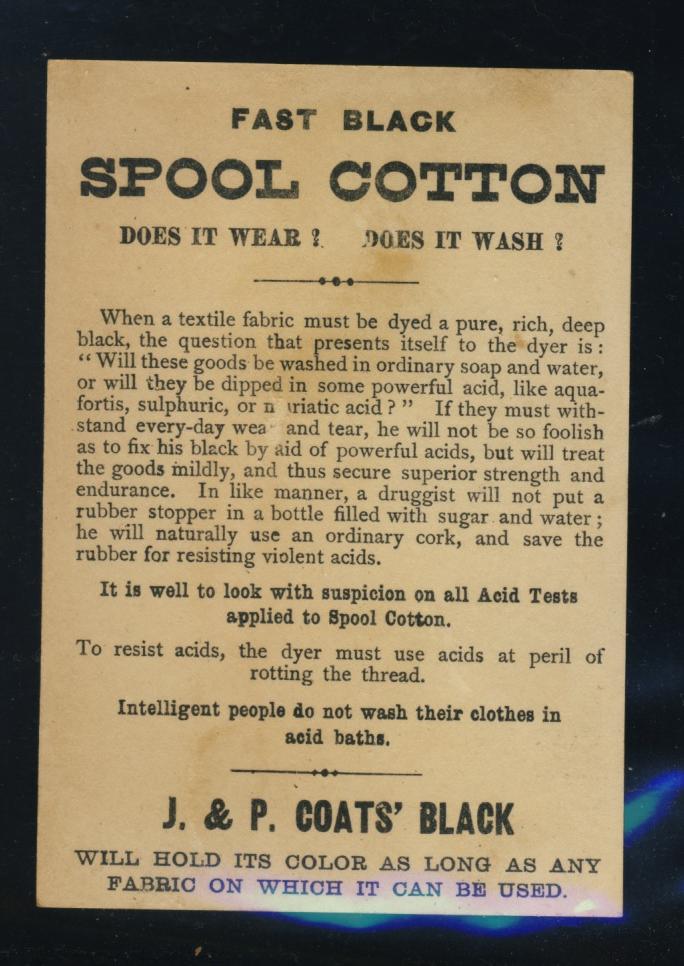 FAST BLACK
SPOOL COTTON
DOES IT WEAR? DOES IT WASH?
When a textile fabric must be dyed a pure, rich, deep
black, the question that presents itself to the dyer is:
"Will these goods be washed in ordinary soap and water,
or will they be dipped in some powerful acid, like aqua-
fortis, sulphuric, or muriatic acid?" If they must with-
stand every-day wear and tear, he will not be so foolish
as to fix his black by aid of powerful acids, but will treat
the goods mildly, and thus secure superior strength and
endurance. In like manner, a druggist will not put a
rubber stopper in a bottle filled with sugar and water;
he will naturally use an ordinary cork, and save the
rubber for resisting violent acids.
It is well to look with suspicion on all Acid Tests
applied to Spool Cotton.
To resist acids, the dyer must use acids at peril of
rotting the thread.
Intelligent people do not wash their clothes in
acid baths.
J. & P. COATS' BLACK
WILL HOLD ITS COLOR AS LONG AS ANY
FABRIC ON WHICH IT CAN BE USED.